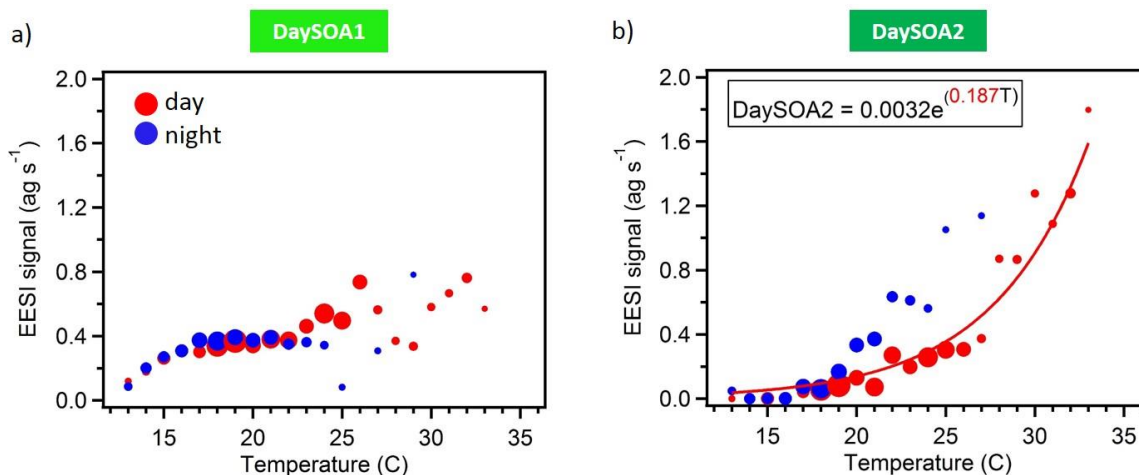 a)
DaySOA1
2.0
1.6
1.2
0.8
0.4
0.0
EESI signal (ag s⁻¹)
day
night
15 20 25 30 35
Temperature (C)
b)
DaySOA2
2.0
1.6
1.2
0.8
0.4
0.0
EESI signal (ag s⁻¹)
DaySOA2 = 0.0032e^(0.187T)
15 20 25 30 35
Temperature (C)